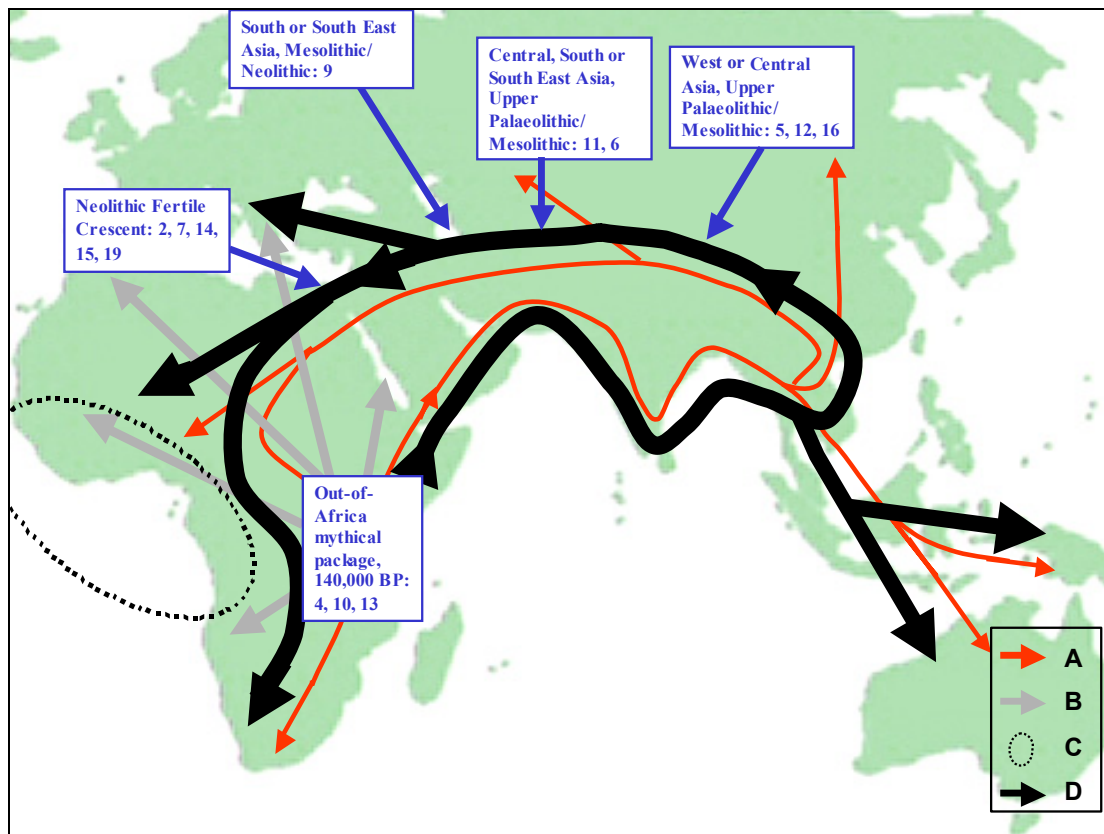 South or South East
Asia, Mesolithic/
Neolithic: 9
Central, South or
South East Asia,
Upper
Palaeolithic/
Mesolithic: 11, 6
West or Central
Asia, Upper
Palaeolithic/
Mesolithic: 5, 12, 16
Neolithic Fertile
Crescent: 2, 7, 14,
15, 19
Out-of-
Africa
mythical
package,
140,000 BP:
4, 10, 13
A
B
C
D